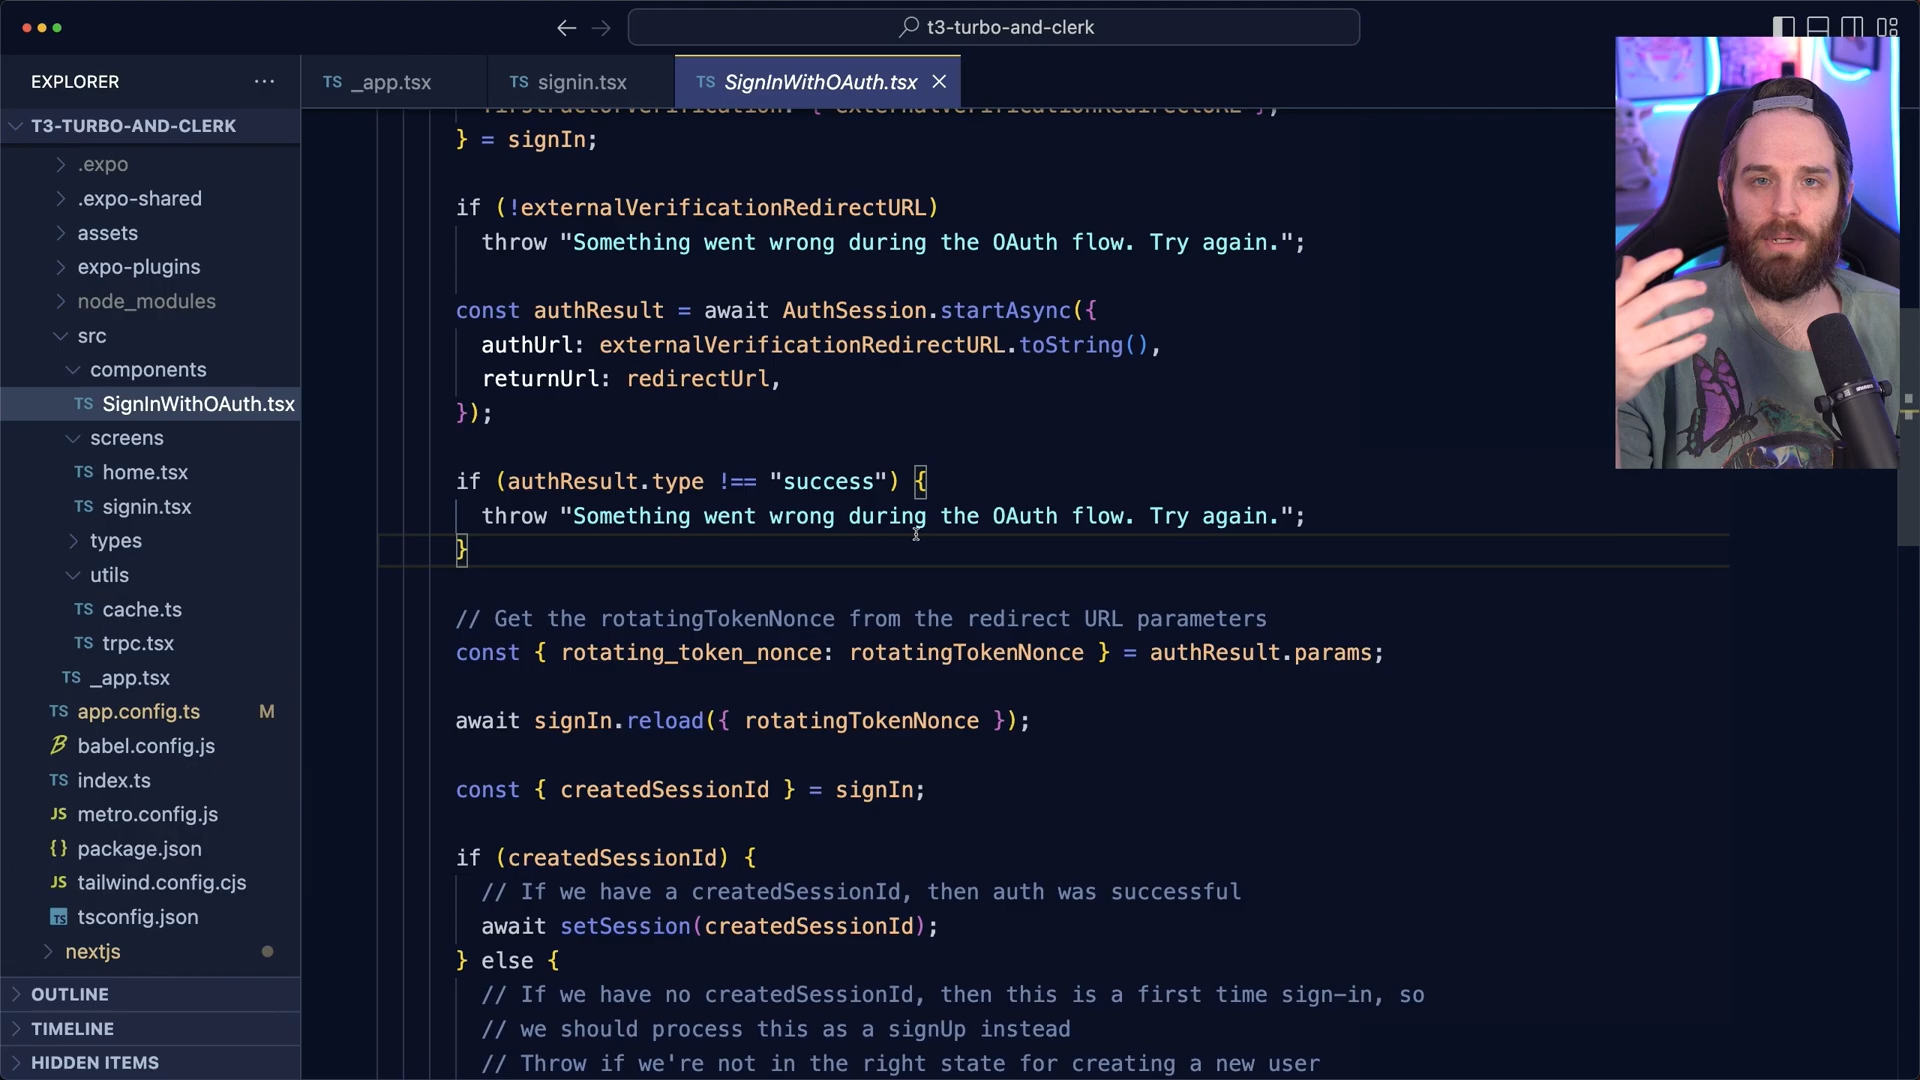 t3-turbo-and-clerk
EXPLORER
TS _app.tsx
TS signin.tsx
TS SignInWithOAuth.tsx
T3-TURBO-AND-CLERK
.expo
.expo-shared
assets
expo-plugins
node_modules
src
components
TS SignInWithOAuth.tsx
screens
TS home.tsx
TS signin.tsx
types
utils
TS cache.ts
TS trpc.tsx
TS _app.tsx
TS app.config.ts M
babel.config.js
TS index.ts
JS metro.config.js
{} package.json
JS tailwind.config.cjs
TS tsconfig.json
nextjs
OUTLINE
TIMELINE
HIDDEN ITEMS
firstFactorVerification: { externalVerificationRedirectURL },
} = signIn;
if (!externalVerificationRedirectURL)
throw "Something went wrong during the OAuth flow. Try again.";
const authResult = await AuthSession.startAsync({
authUrl: externalVerificationRedirectURL.toString(),
returnUrl: redirectUrl,
});
if (authResult.type !== "success") {
throw "Something went wrong during the OAuth flow. Try again.";
}
// Get the rotatingTokenNonce from the redirect URL parameters
const { rotating_token_nonce: rotatingTokenNonce } = authResult.params;
await signIn.reload({ rotatingTokenNonce });
const { createdSessionId } = signIn;
if (createdSessionId) {
// If we have a createdSessionId, then auth was successful
await setSession(createdSessionId);
} else {
// If we have no createdSessionId, then this is a first time sign-in, so
// we should process this as a signUp instead
// Throw if we're not in the right state for creating a new user